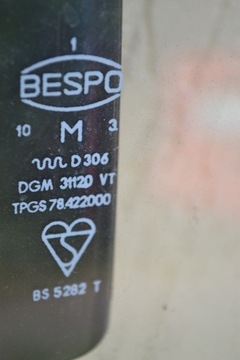 1
BESPO
10 M 3
D 306
DGM 31120 VT
TPGS 78.422000
BS 5282 T